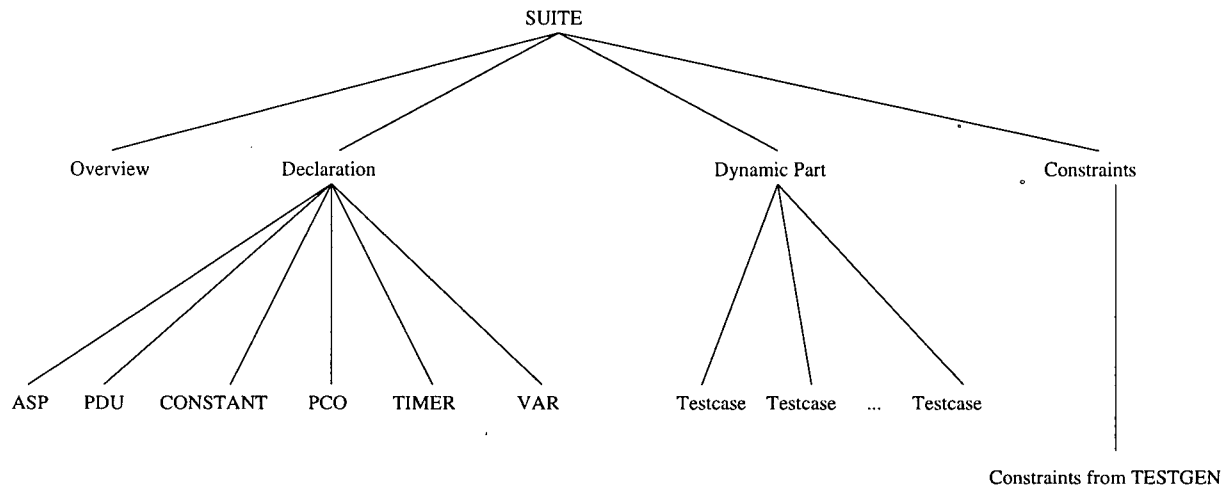 SUITE
Overview Declaration Dynamic Part Constraints
ASP PDU CONSTANT PCO TIMER VAR Testcase Testcase ... Testcase
Constraints from TESTGEN